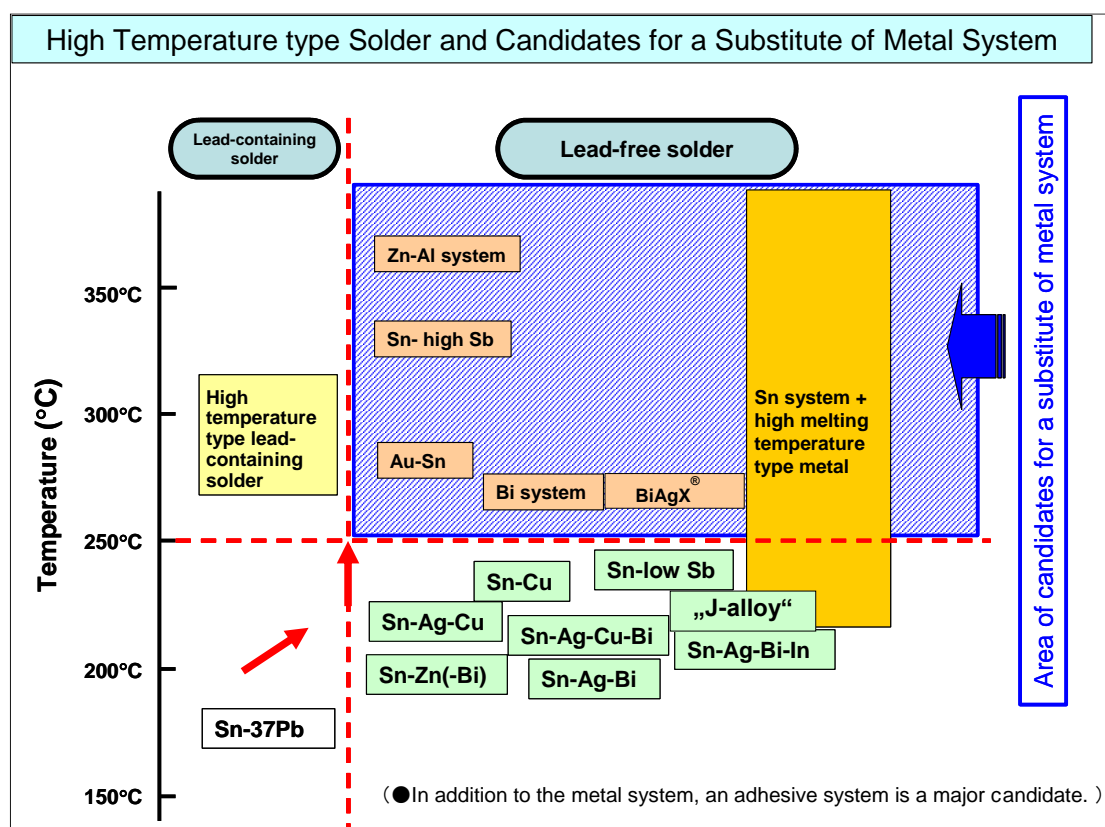 High Temperature type Solder and Candidates for a Substitute of Metal System
Lead-containing
solder
Lead-free solder
Area of candidates for a substitute of metal system
Temperature (°C)
350°C
300°C
250°C
200°C
150°C
Zn-Al system
Sn- high Sb
High
temperature
type lead-
containing
solder
Sn system +
high melting
temperature
type metal
Au-Sn
Bi system
BiAgX®
Sn-Cu
Sn-low Sb
Sn-Ag-Cu
„J-alloy“
Sn-Ag-Cu-Bi
Sn-Ag-Bi-In
Sn-Zn(-Bi)
Sn-Ag-Bi
Sn-37Pb
（●In addition to the metal system, an adhesive system is a major candidate. ）